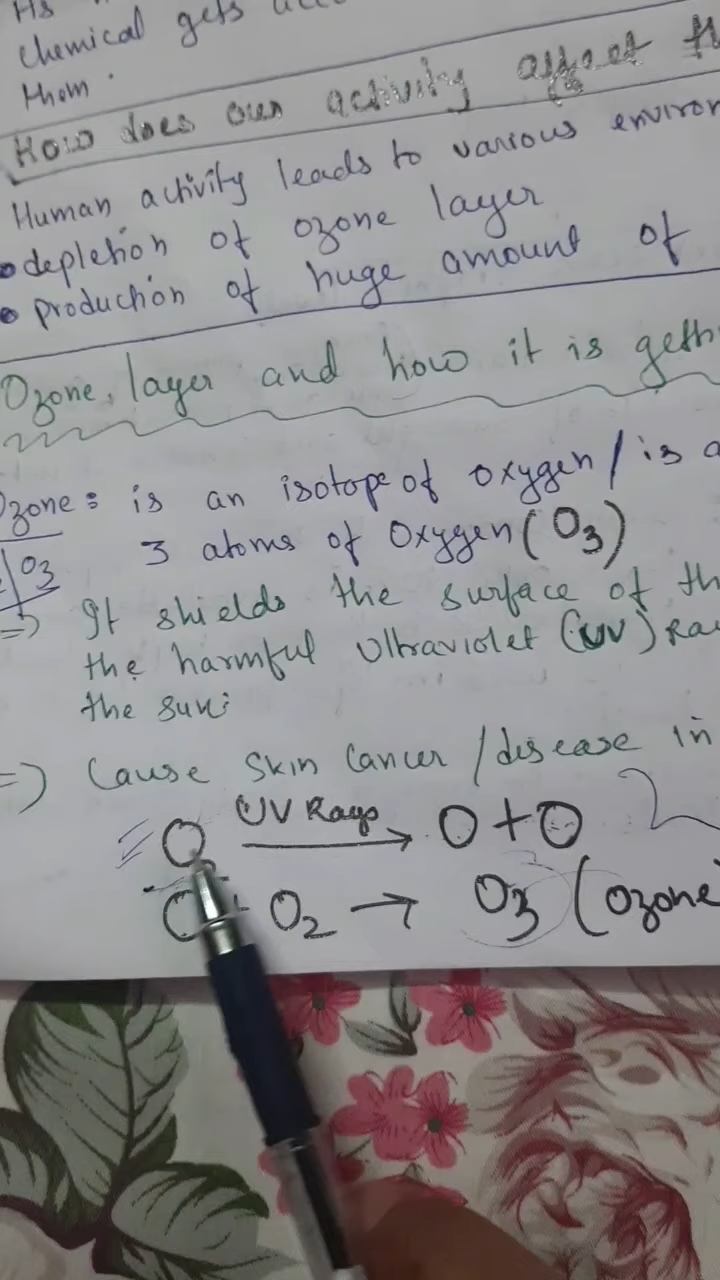 chemical gets
them.
How does our activity affect
Human activity leads to various
• depletion of ozone layer
• production of huge amount of
Ozone layer and how it is
is an isotope of oxygen / is a
O3 3 atoms of oxygen (O3)
=> It shields the surface of
the harmful Ultraviolet (UV)
the sun:
=) Cause skin cancer / disease in
O2 UV Rays → O + O
O + O2 → O3 (Ozone